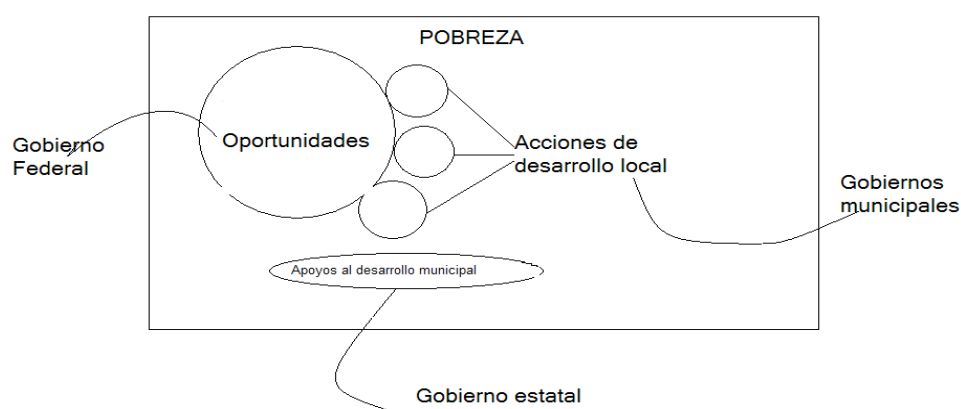 POBREZA
Gobierno
Federal
Oportunidades
Acciones de
desarrollo local
Gobiernos
municipales
Apoyos al desarrollo municipal
Gobierno estatal